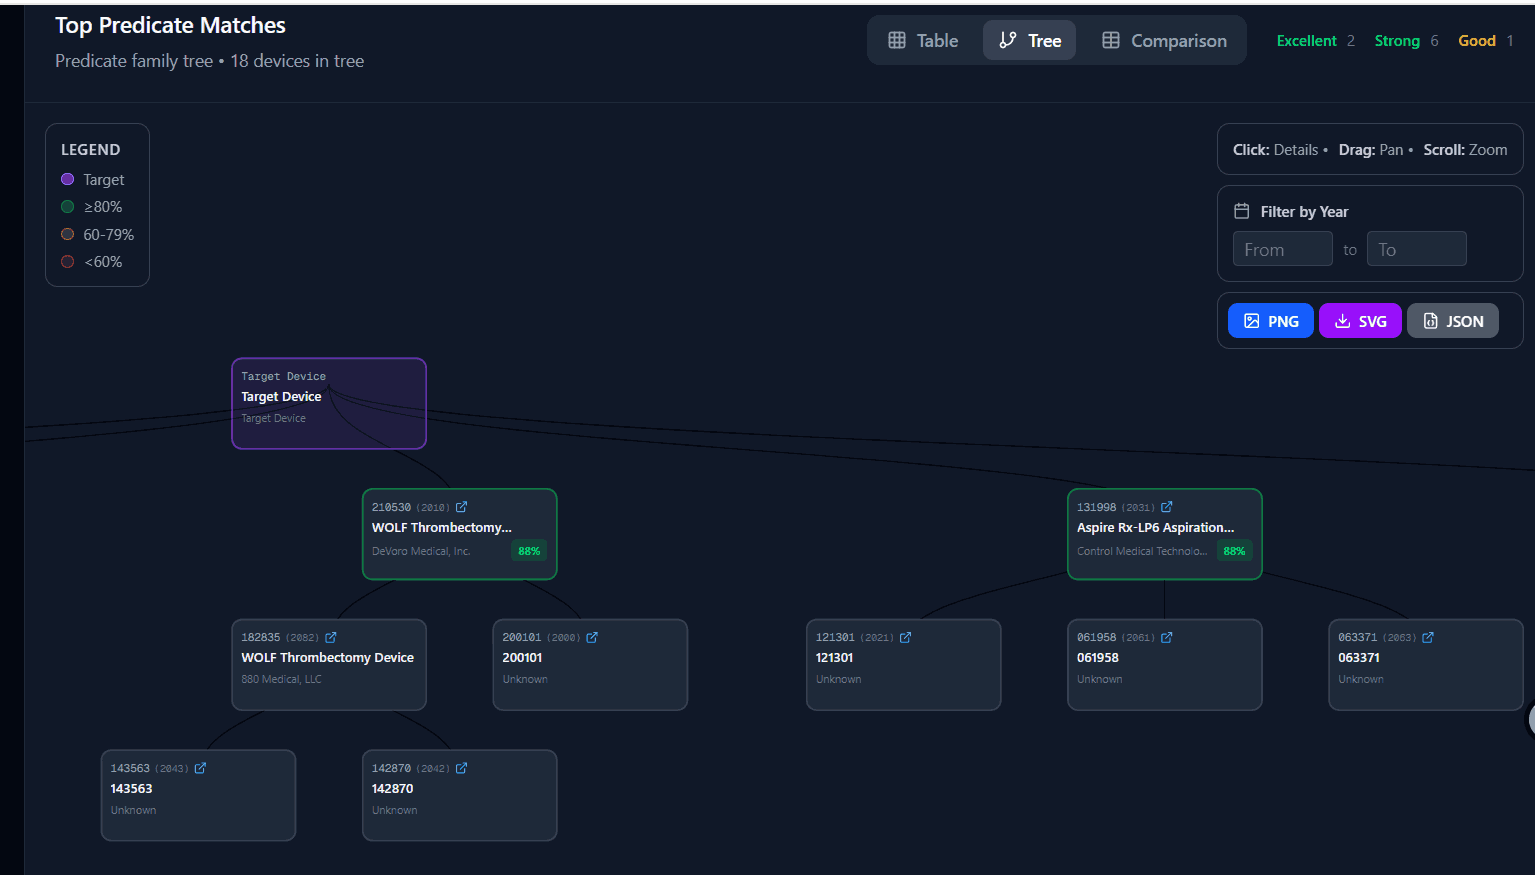 Top Predicate Matches
Predicate family tree • 18 devices in tree
Table
Tree
Comparison
Excellent 2 Strong 6 Good 1
LEGEND
Target
≥80%
60-79%
<60%
Click: Details • Drag: Pan • Scroll: Zoom
Filter by Year
From to To
PNG
SVG
JSON
Target Device
Target Device
Target Device
210530 (2010)
WOLF Thrombectomy...
DeVoro Medical, Inc. 88%
131998 (2031)
Aspire Rx-LP6 Aspiration...
Control Medical Technolo... 88%
182835 (2082)
WOLF Thrombectomy Device
880 Medical, LLC
200101 (2000)
200101
Unknown
121301 (2021)
121301
Unknown
061958 (2061)
061958
Unknown
063371 (2063)
063371
Unknown
143563 (2043)
143563
Unknown
142870 (2042)
142870
Unknown